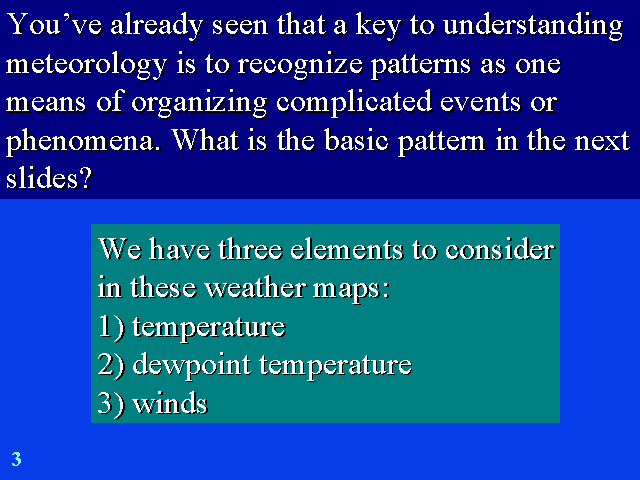 You've already seen that a key to understanding
meteorology is to recognize patterns as one
means of organizing complicated events or
phenomena. What is the basic pattern in the next
slides?
We have three elements to consider
in these weather maps:
1) temperature
2) dewpoint temperature
3) winds
3